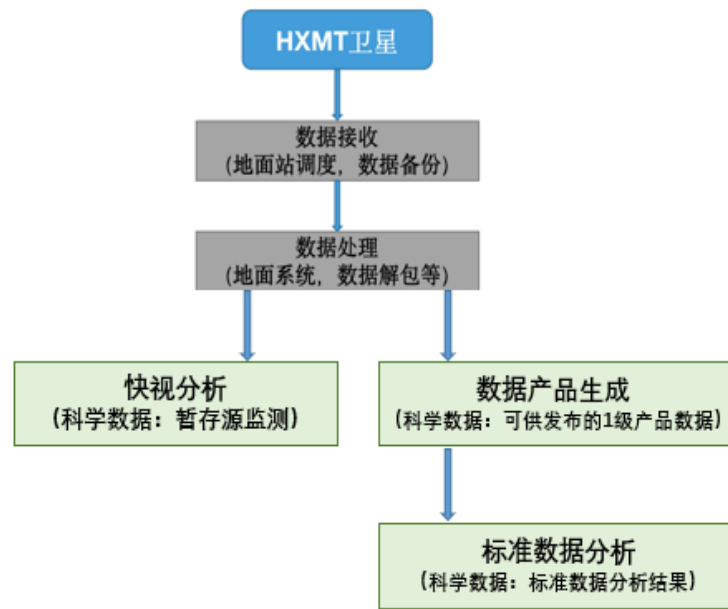 HXMT卫星
数据接收
(地面站调度，数据备份)
数据处理
(地面系统，数据解包等)
快视分析
(科学数据：暂存源监测)
数据产品生成
(科学数据：可供发布的1级产品数据)
标准数据分析
(科学数据：标准数据分析结果)